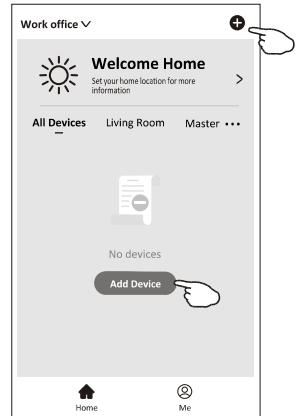 Work office
Welcome Home
Set your home location for more
information
All Devices Living Room Master
No devices
Add Device
Home Me